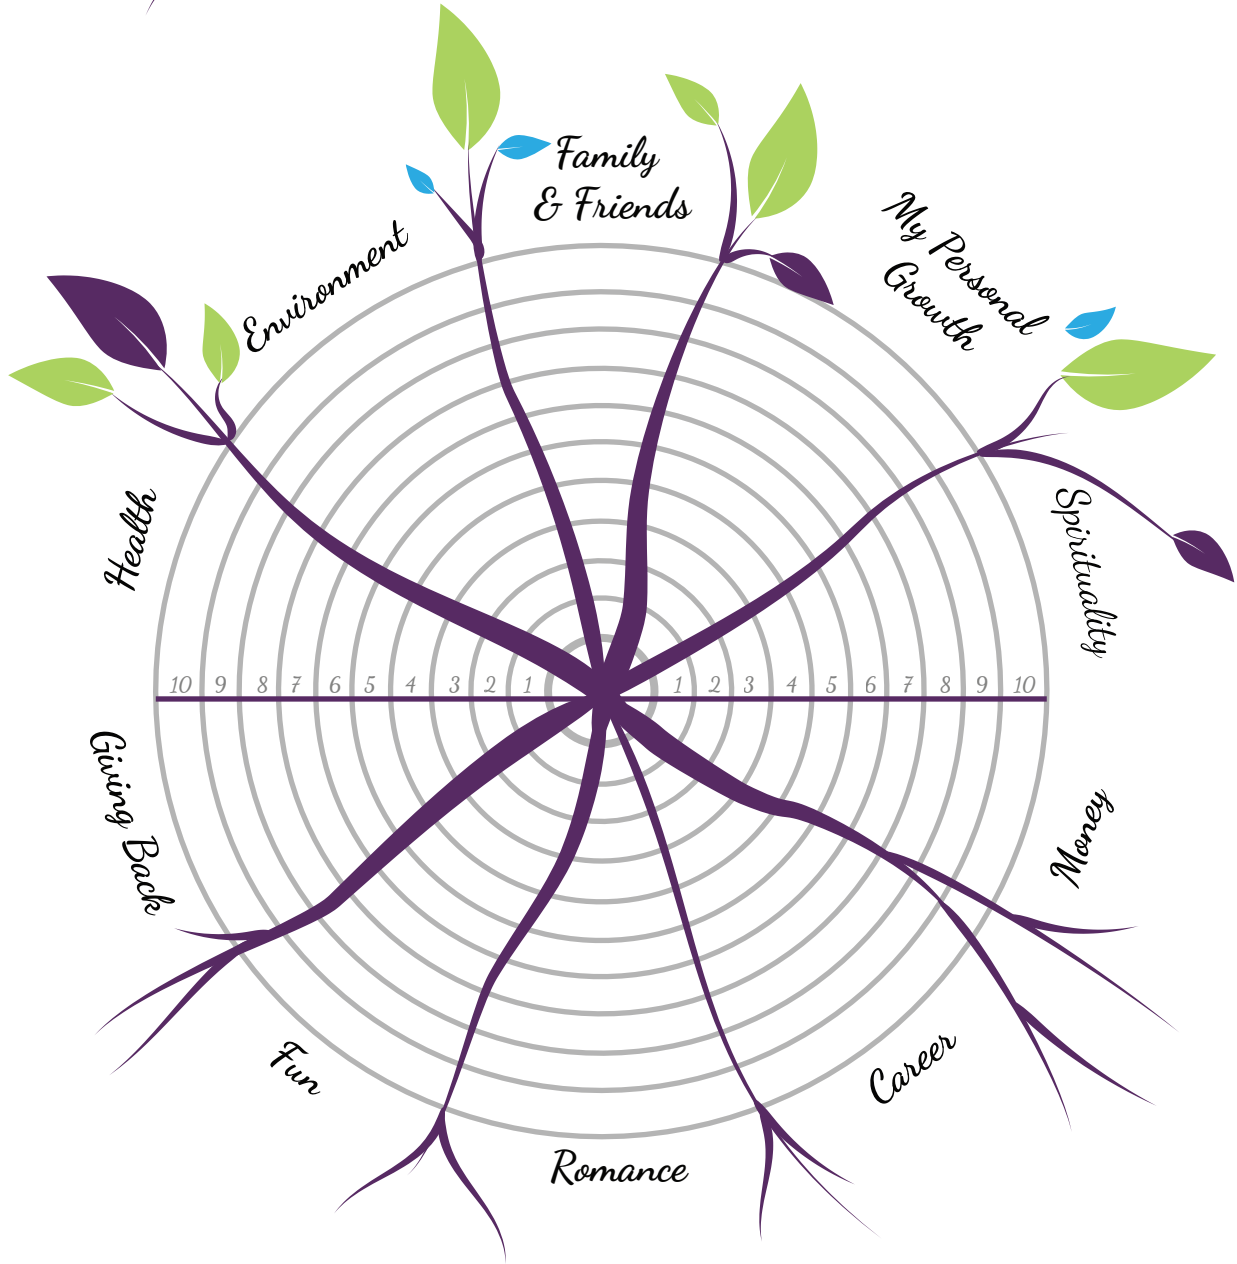 Family
& Friends
My Personal
Growth
Environment
Health
Spirituality
10 9 8 7 6 5 4 3 2 1 1 2 3 4 5 6 7 8 9 10
Giving Back
Money
Fun
Career
Romance